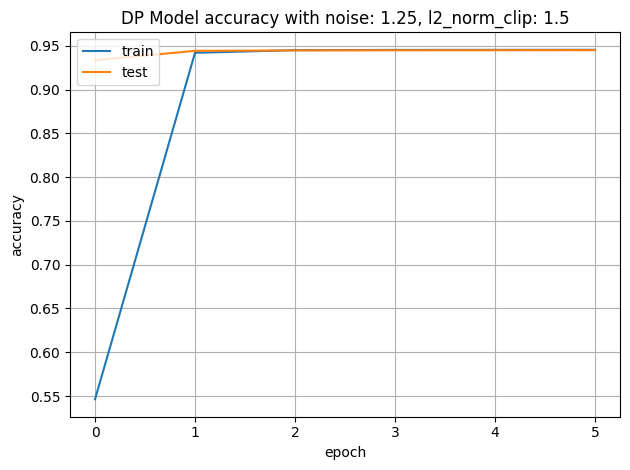 DP Model accuracy with noise: 1.25, l2_norm_clip: 1.5
train
test
0.95
0.90
0.85
0.80
0.75
0.70
0.65
0.60
0.55
accuracy
0 1 2 3 4 5
epoch